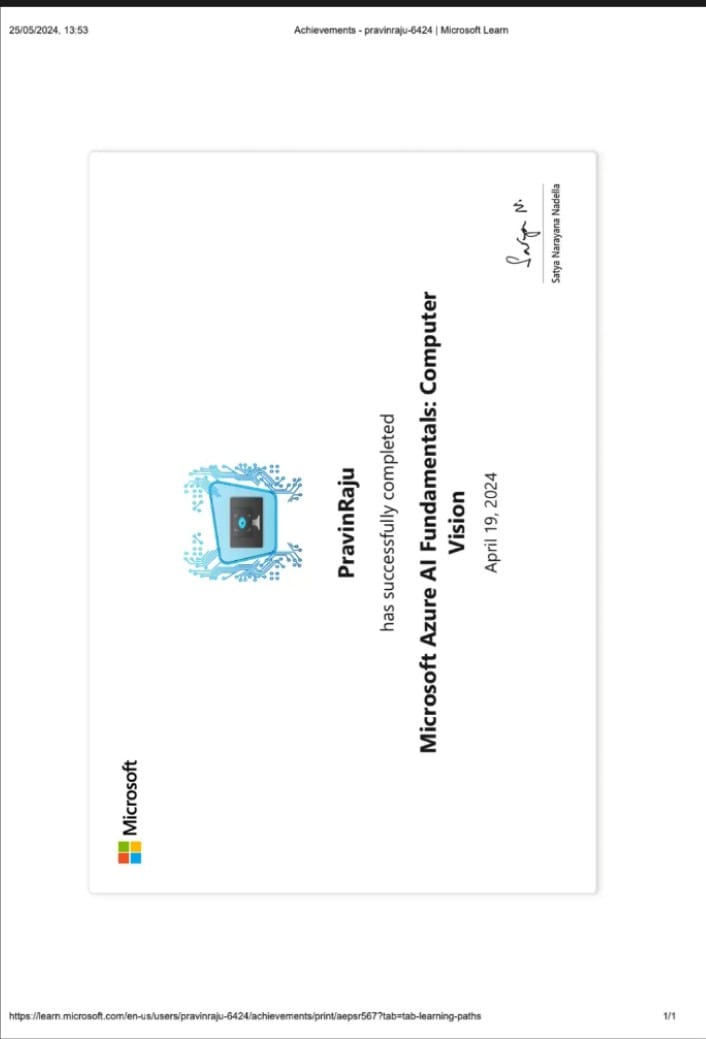 25/05/2024, 13:53
Achievements - pravinraju-6424 | Microsoft Learn
Microsoft
PravinRaju
has successfully completed
Microsoft Azure AI Fundamentals: Computer
Vision
April 19, 2024
Satya N.
Satya Narayana Nadella
https://learn.microsoft.com/en-us/users/pravinraju-6424/achievements/print/aepsr567?tab=tab-learning-paths
1/1